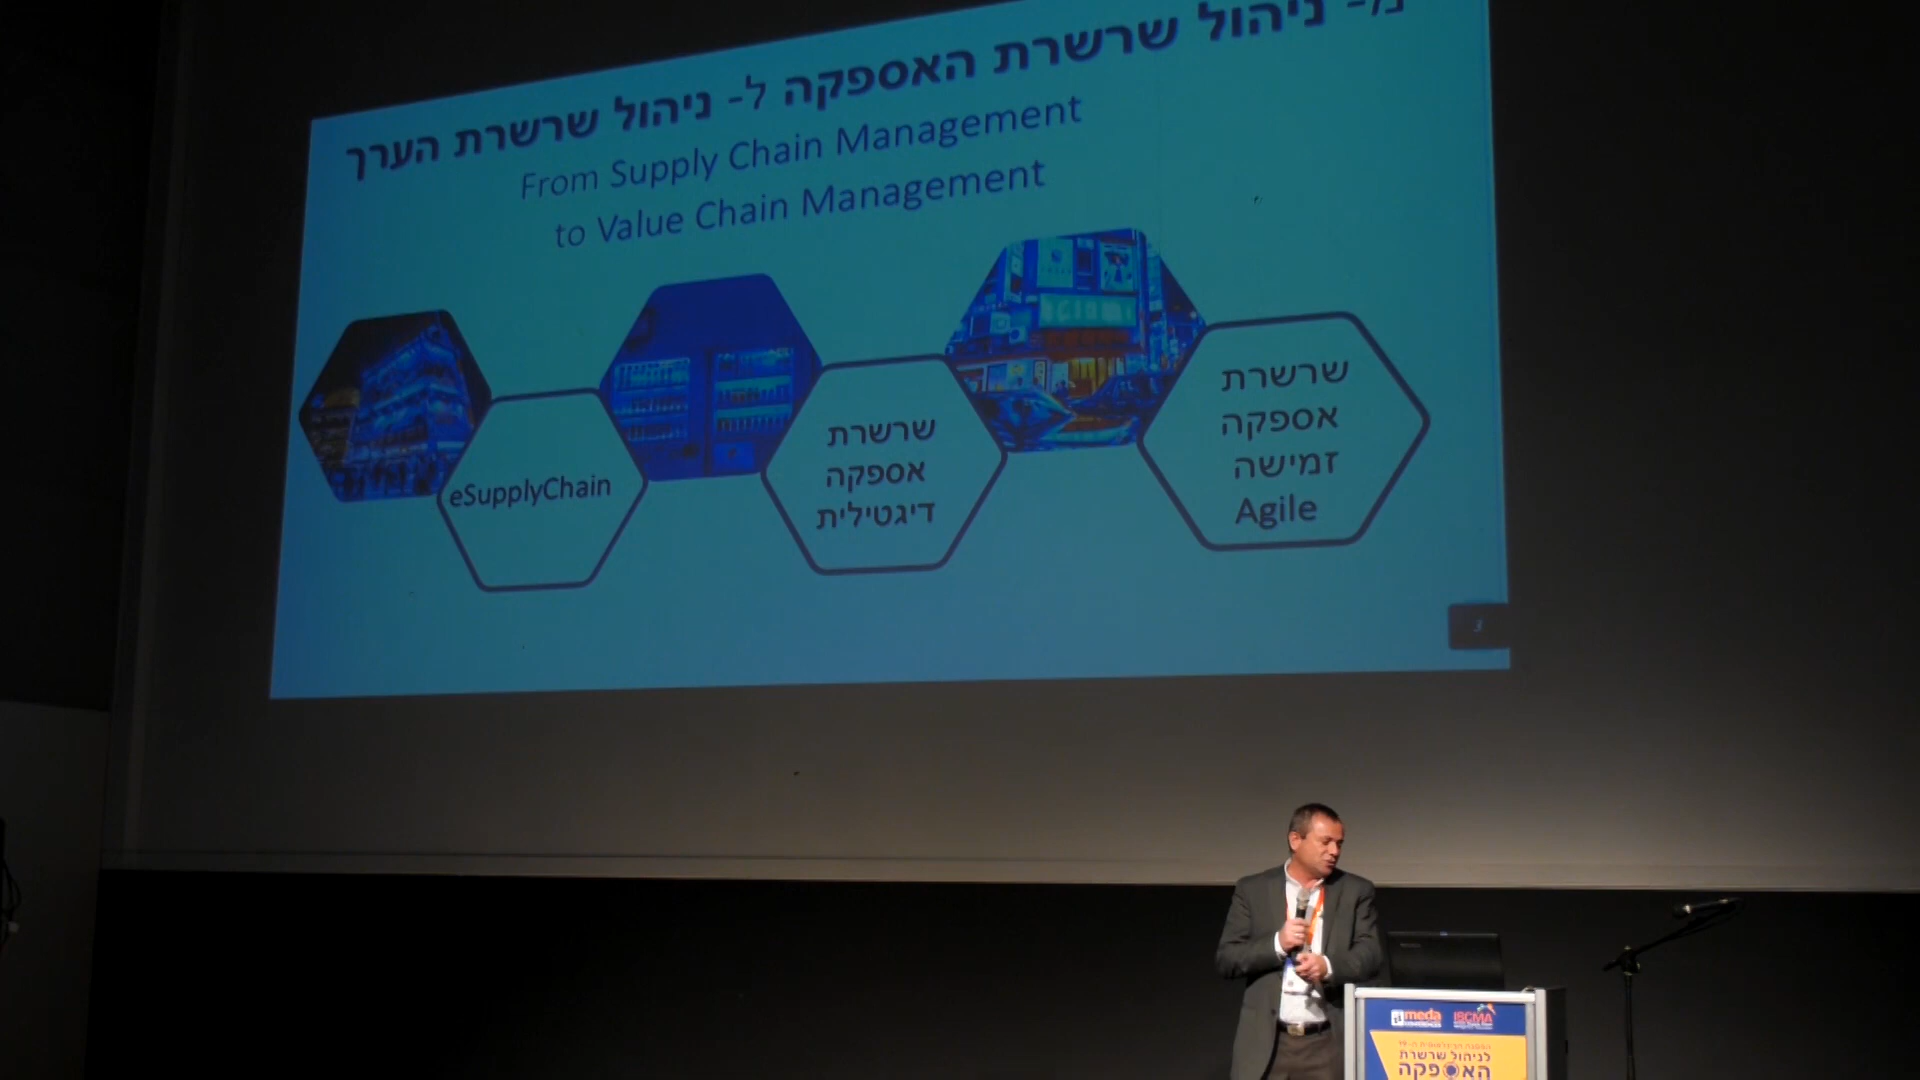 מ- ניהול שרשרת האספקה ל- ניהול שרשרת הערך
From Supply Chain Management
to Value Chain Management
eSupplyChain
שרשרת
אספקה
דיגטילית
שרשרת
אספקה
זמישה
Agile
meda
ISCMA
לניהול שרשרת
האספקה